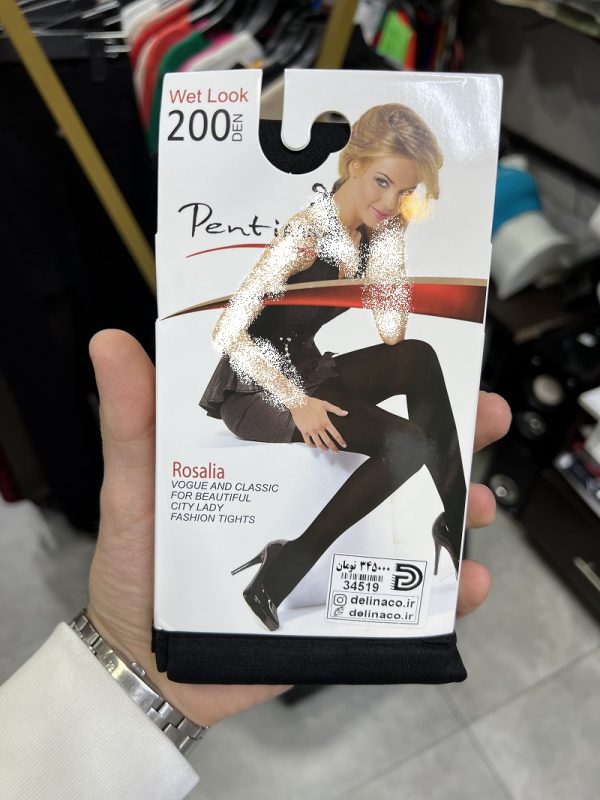 Wet Look
200 DEN
Penti
Rosalia
VOGUE AND CLASSIC
FOR BEAUTIFUL
CITY LADY
FASHION TIGHTS
۳۴۵۰۰۰ تومان
34519
delinaco.ir
delinaco.ir